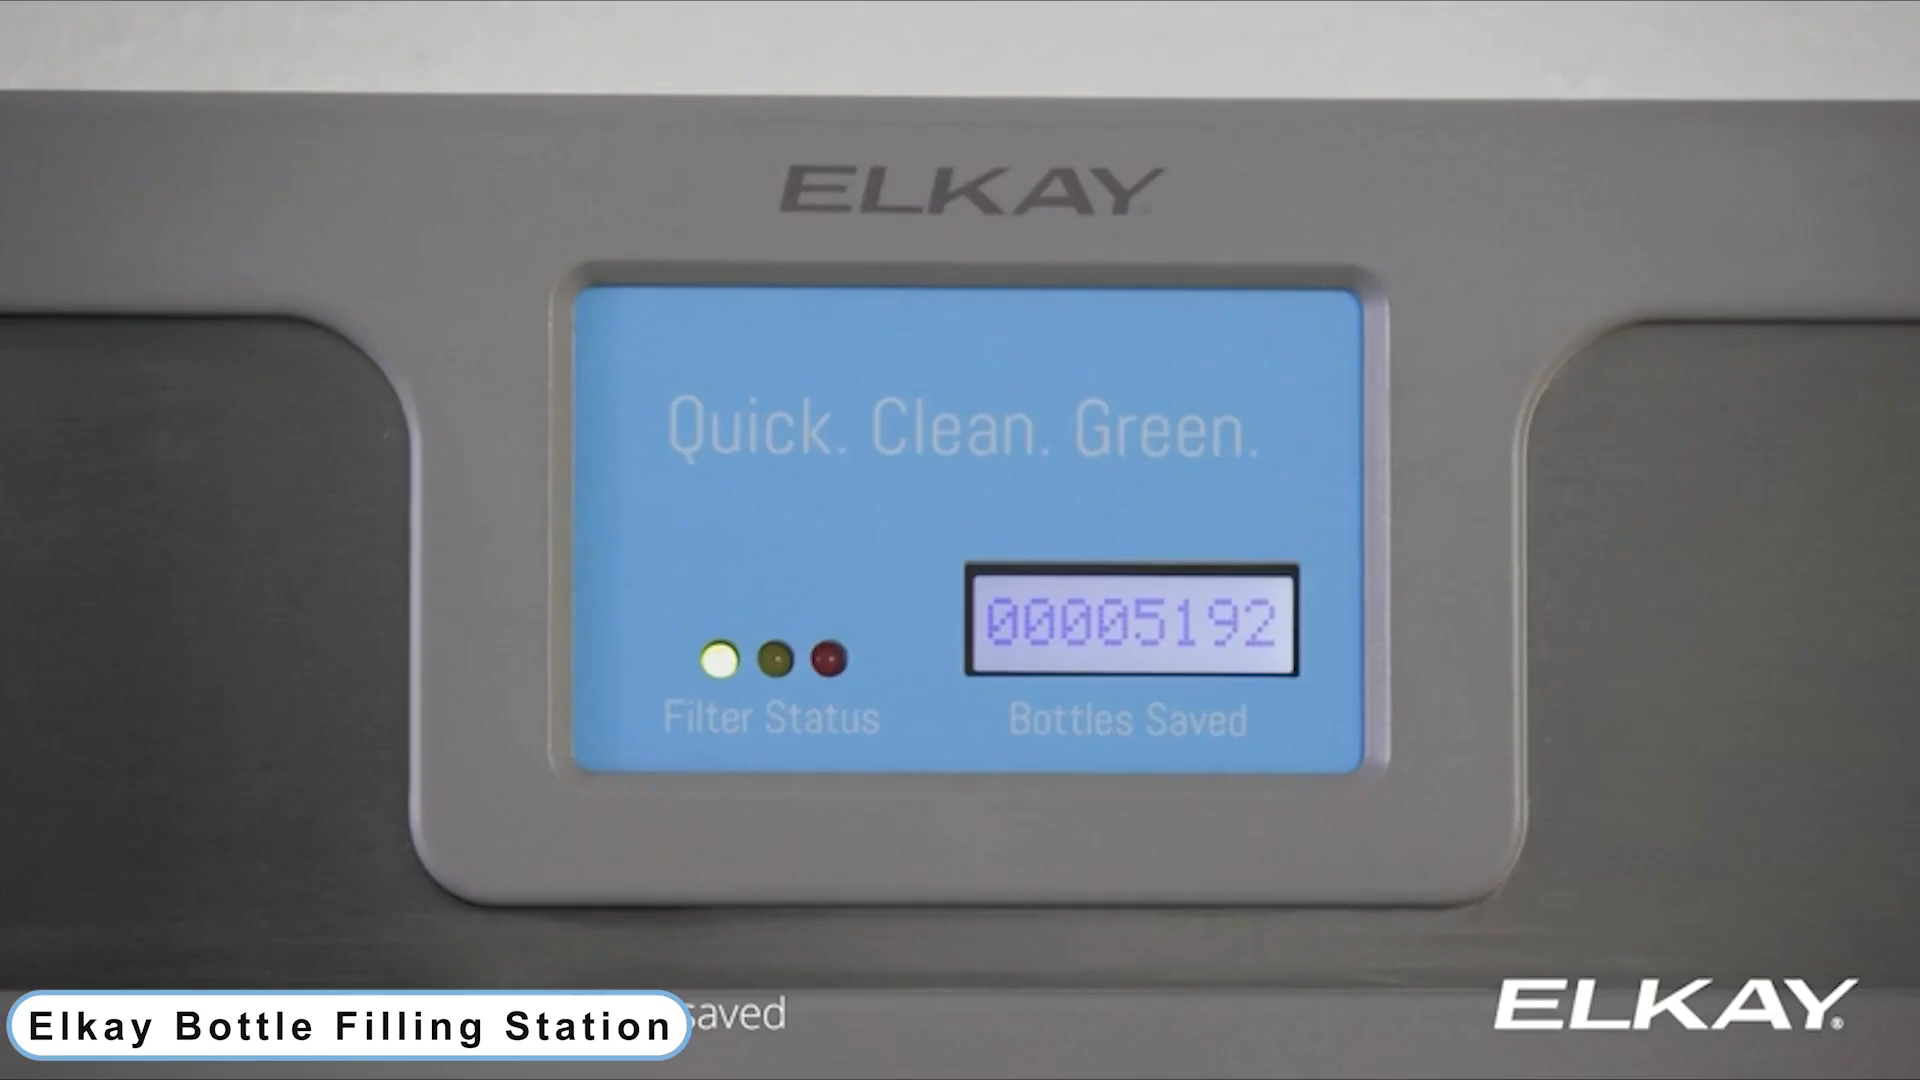 ELKAY
Quick. Clean. Green.
00005192
Filter Status
Bottles Saved
saved
Elkay Bottle Filling Station
ELKAY®